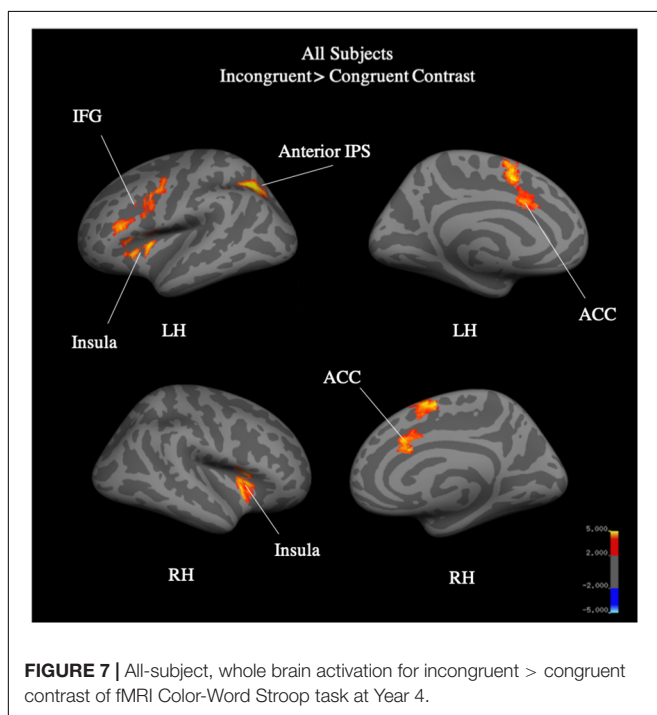 All Subjects
Incongruent > Congruent Contrast
IFG
Anterior IPS
Insula
LH
LH
ACC
ACC
Insula
RH
RH
5.000
2.000
-2.000
-5.000
FIGURE 7 | All-subject, whole brain activation for incongruent > congruent
contrast of fMRI Color-Word Stroop task at Year 4.